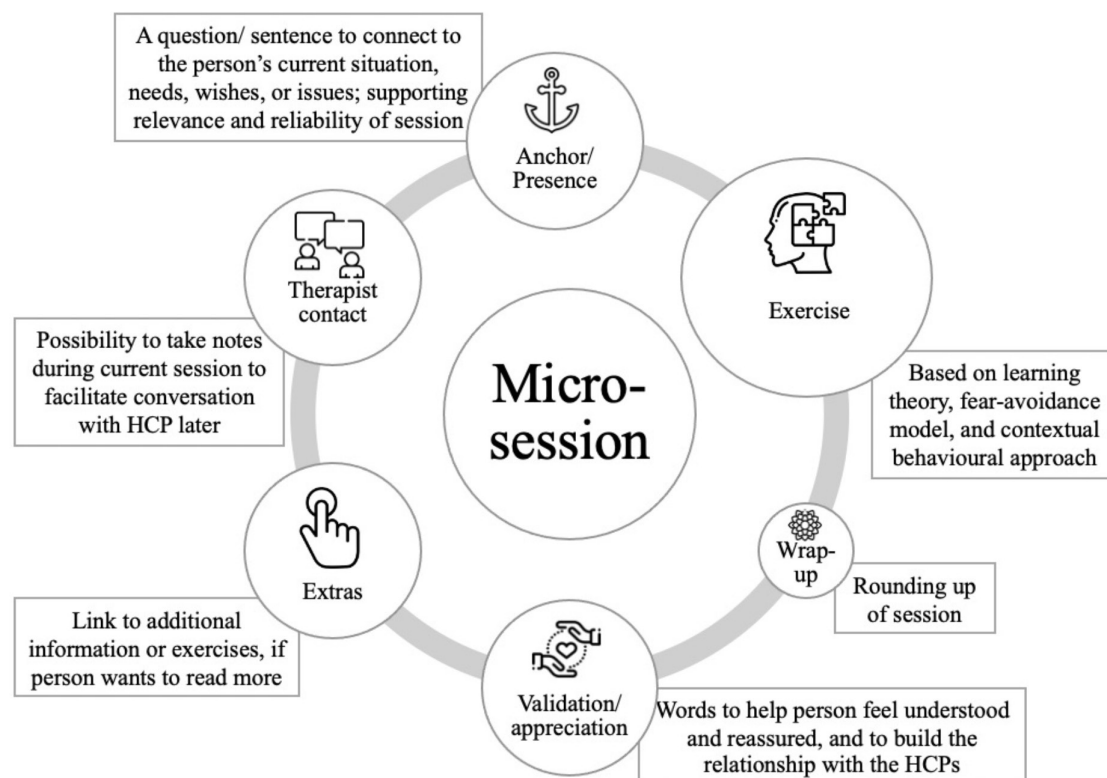 A question/ sentence to connect to
the person's current situation,
needs, wishes, or issues; supporting
relevance and reliability of session
Anchor/
Presence
Exercise
Based on learning
theory, fear-avoidance
model, and contextual
behavioural approach
Wrap-
up
Rounding up
of session
Validation/
appreciation
Words to help person feel understood
and reassured, and to build the
relationship with the HCPs
Extras
Link to additional
information or exercises, if
person wants to read more
Therapist
contact
Possibility to take notes
during current session to
facilitate conversation
with HCP later
Micro-
session